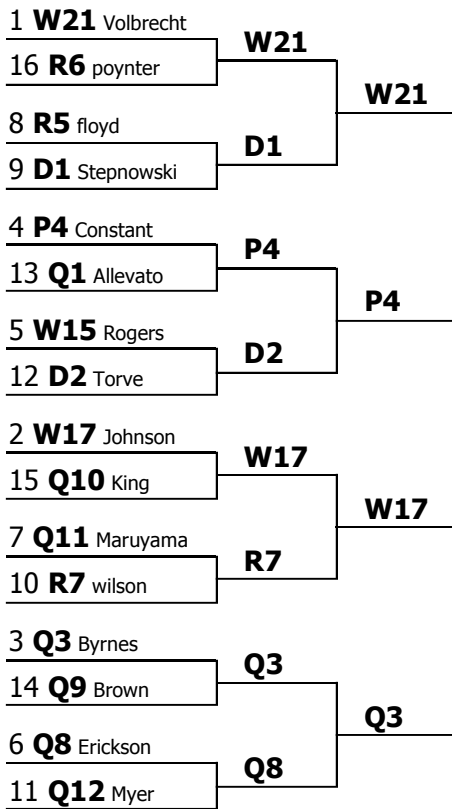 1 W21 Volbrecht
16 R6 poynter
8 R5 floyd
9 D1 Stepnowski
4 P4 Constant
13 Q1 Allevato
5 W15 Rogers
12 D2 Torve
2 W17 Johnson
15 Q10 King
7 Q11 Maruyama
10 R7 wilson
3 Q3 Byrnes
14 Q9 Brown
6 Q8 Erickson
11 Q12 Myer
W21
D1
P4
D2
W17
R7
Q3
Q8
W21
P4
W17
Q3